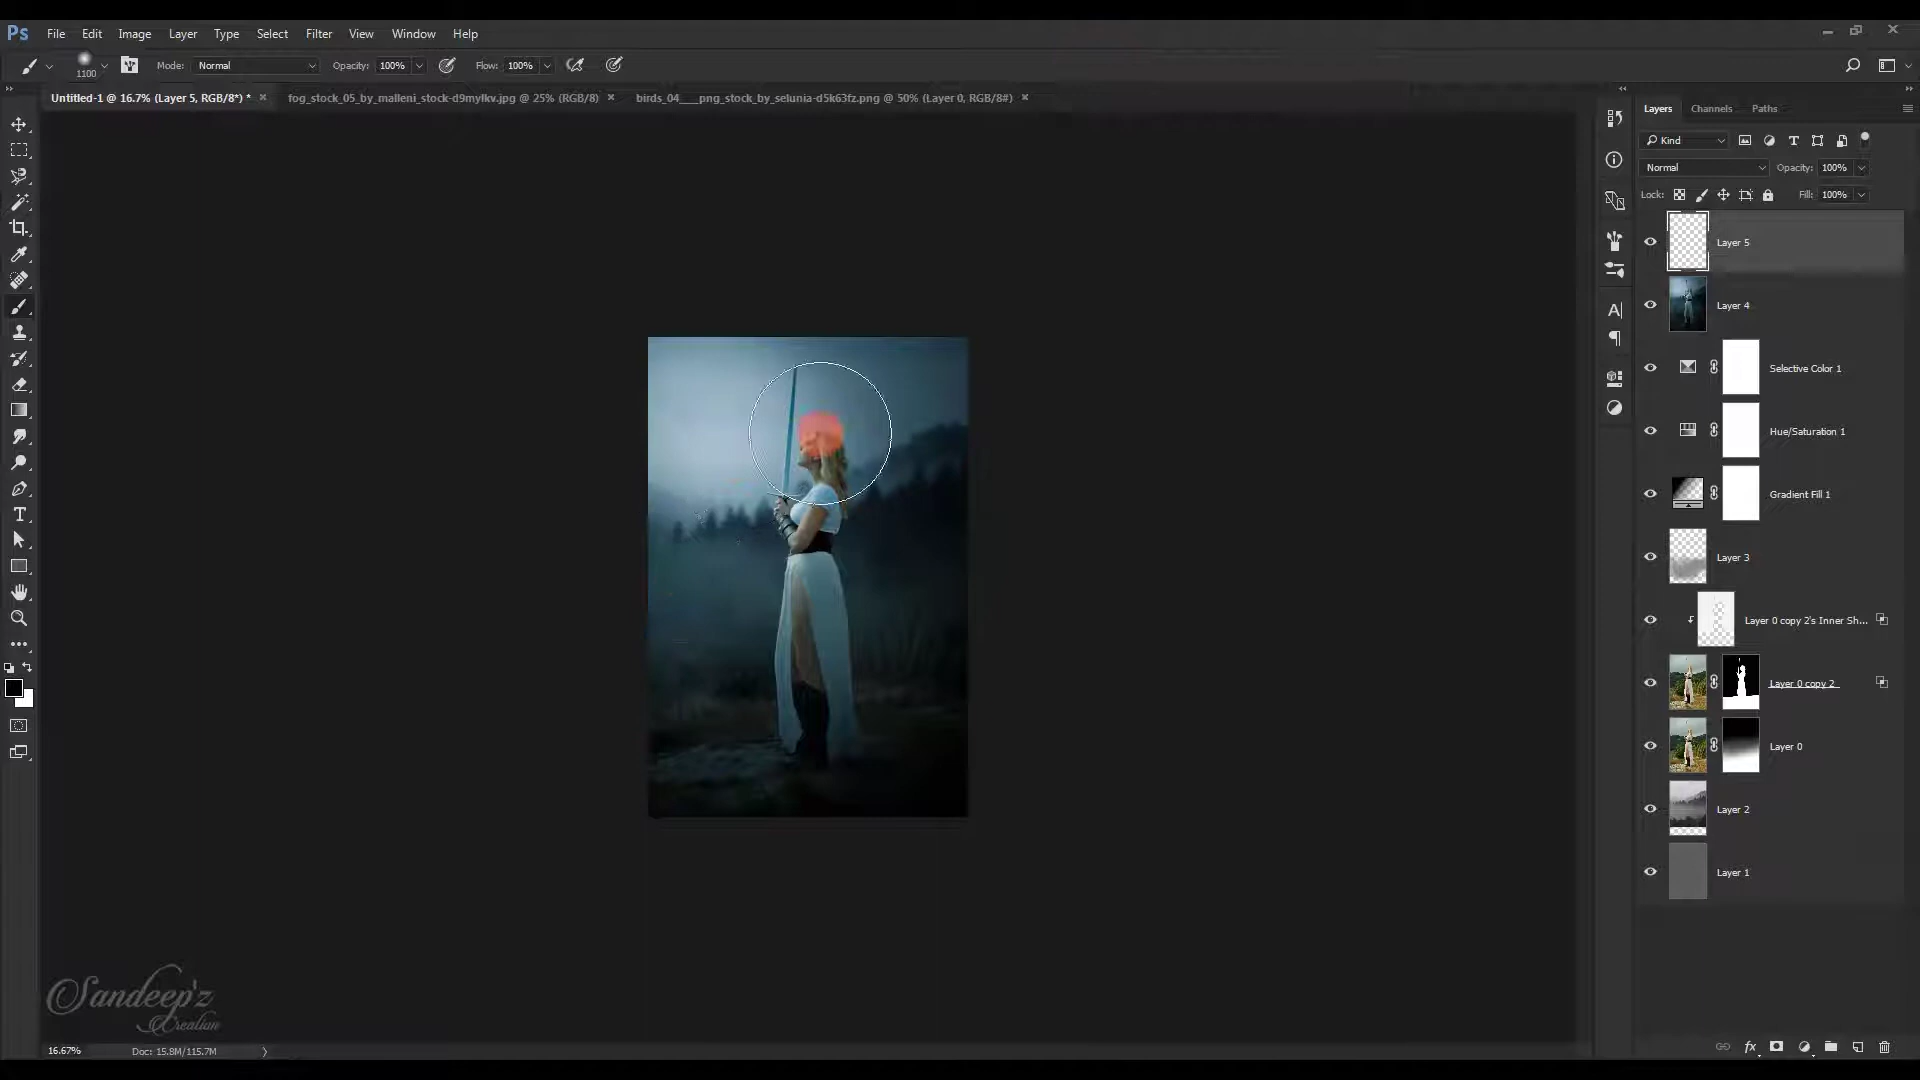 Ps File Edit Image Layer Type Select Filter View Window Help
1100 Mode: Normal Opacity: 100% Flow: 100%
Untitled-1 @ 16.7% (Layer 5, RGB/8*) * × fog_stock_05_by_malleni_stock-d9mylkv.jpg @ 25% (RGB/8) × birds_04___png_stock_by_selunia-d5k63fz.png @ 50% (Layer 0, RGB/8#) ×
Layers Channels Paths
Kind
Normal Opacity: 100%
Lock: Fill: 100%
Layer 5
Layer 4
Selective Color 1
Hue/Saturation 1
Gradient Fill 1
Layer 3
Layer 0 copy 2's Inner Sh...
Layer 0 copy 2
Layer 0
Layer 2
Layer 1
Sandeep'z
Creation
16.67% Doc: 15.8M/115.7M
fx